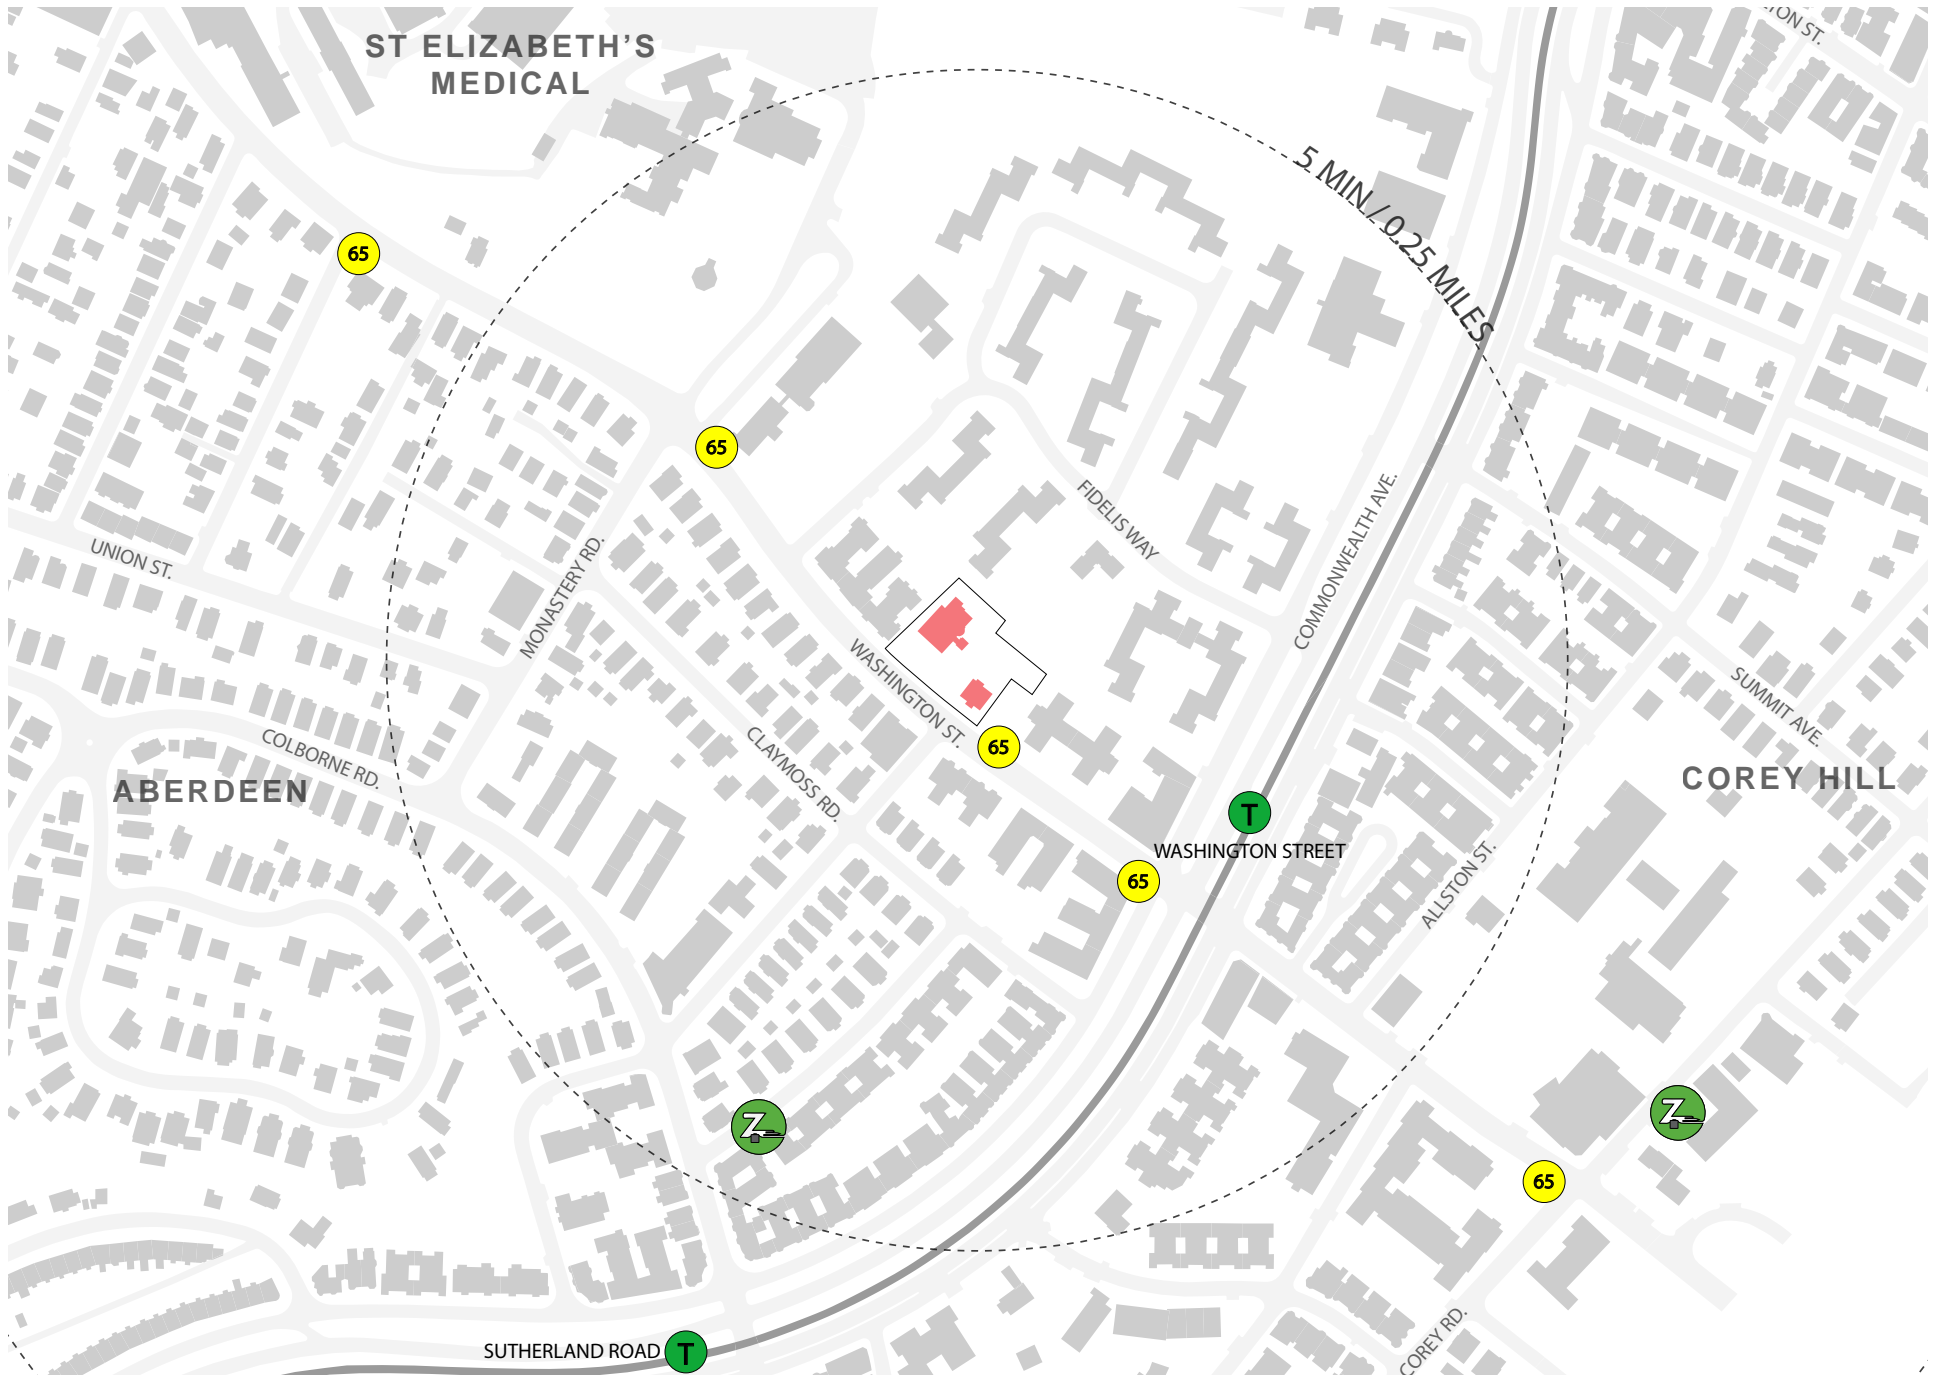 ST ELIZABETH'S
MEDICAL
5 MIN / 0.25 MILES
65
65
FIDELIS WAY
COMMONWEALTH AVE.
UNION ST.
MONASTERY RD.
WASHINGTON ST.
65
SUMMIT AVE.
COLBORNE RD.
CLAYMOSS RD.
ABERDEEN
COREY HILL
T
WASHINGTON STREET
65
ALLSTON ST.
Z
Z
65
SUTHERLAND ROAD
T
COREY RD.